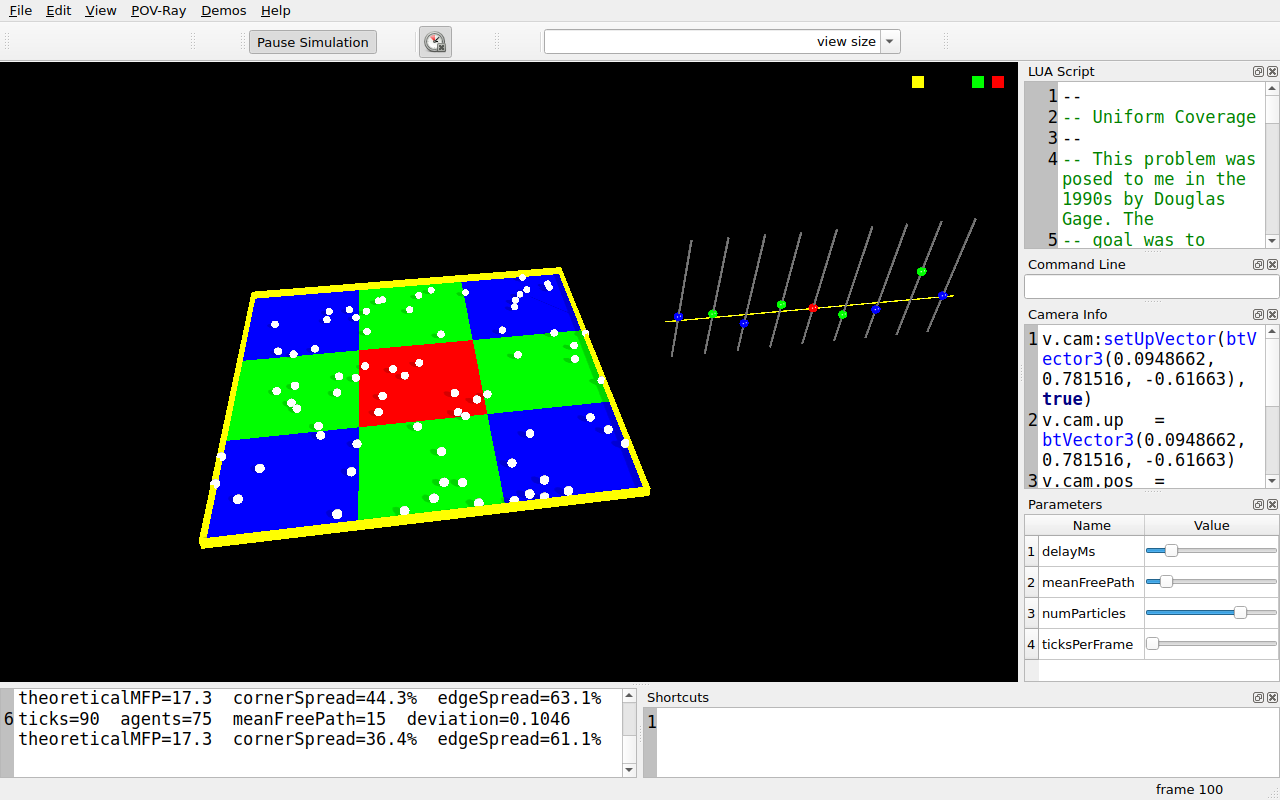 File Edit View POV-Ray Demos Help
Pause Simulation
view size
LUA Script
1 --
2 -- Uniform Coverage
3 --
4 -- This problem was
posed to me in the
1990s by Douglas
Gage. The
5 -- goal was to
Command Line
Camera Info
1 v.cam:setUpVector(btV
ector3(0.0948662,
0.781516, -0.61663),
true)
2 v.cam.up =
btVector3(0.0948662,
0.781516, -0.61663)
3 v.cam.pos =
Parameters
Name Value
1 delayMs
2 meanFreePath
3 numParticles
4 ticksPerFrame
theoreticalMFP=17.3 cornerSpread=44.3% edgeSpread=63.1%
6 ticks=90 agents=75 meanFreePath=15 deviation=0.1046
theoreticalMFP=17.3 cornerSpread=36.4% edgeSpread=61.1%
Shortcuts
1
frame 100